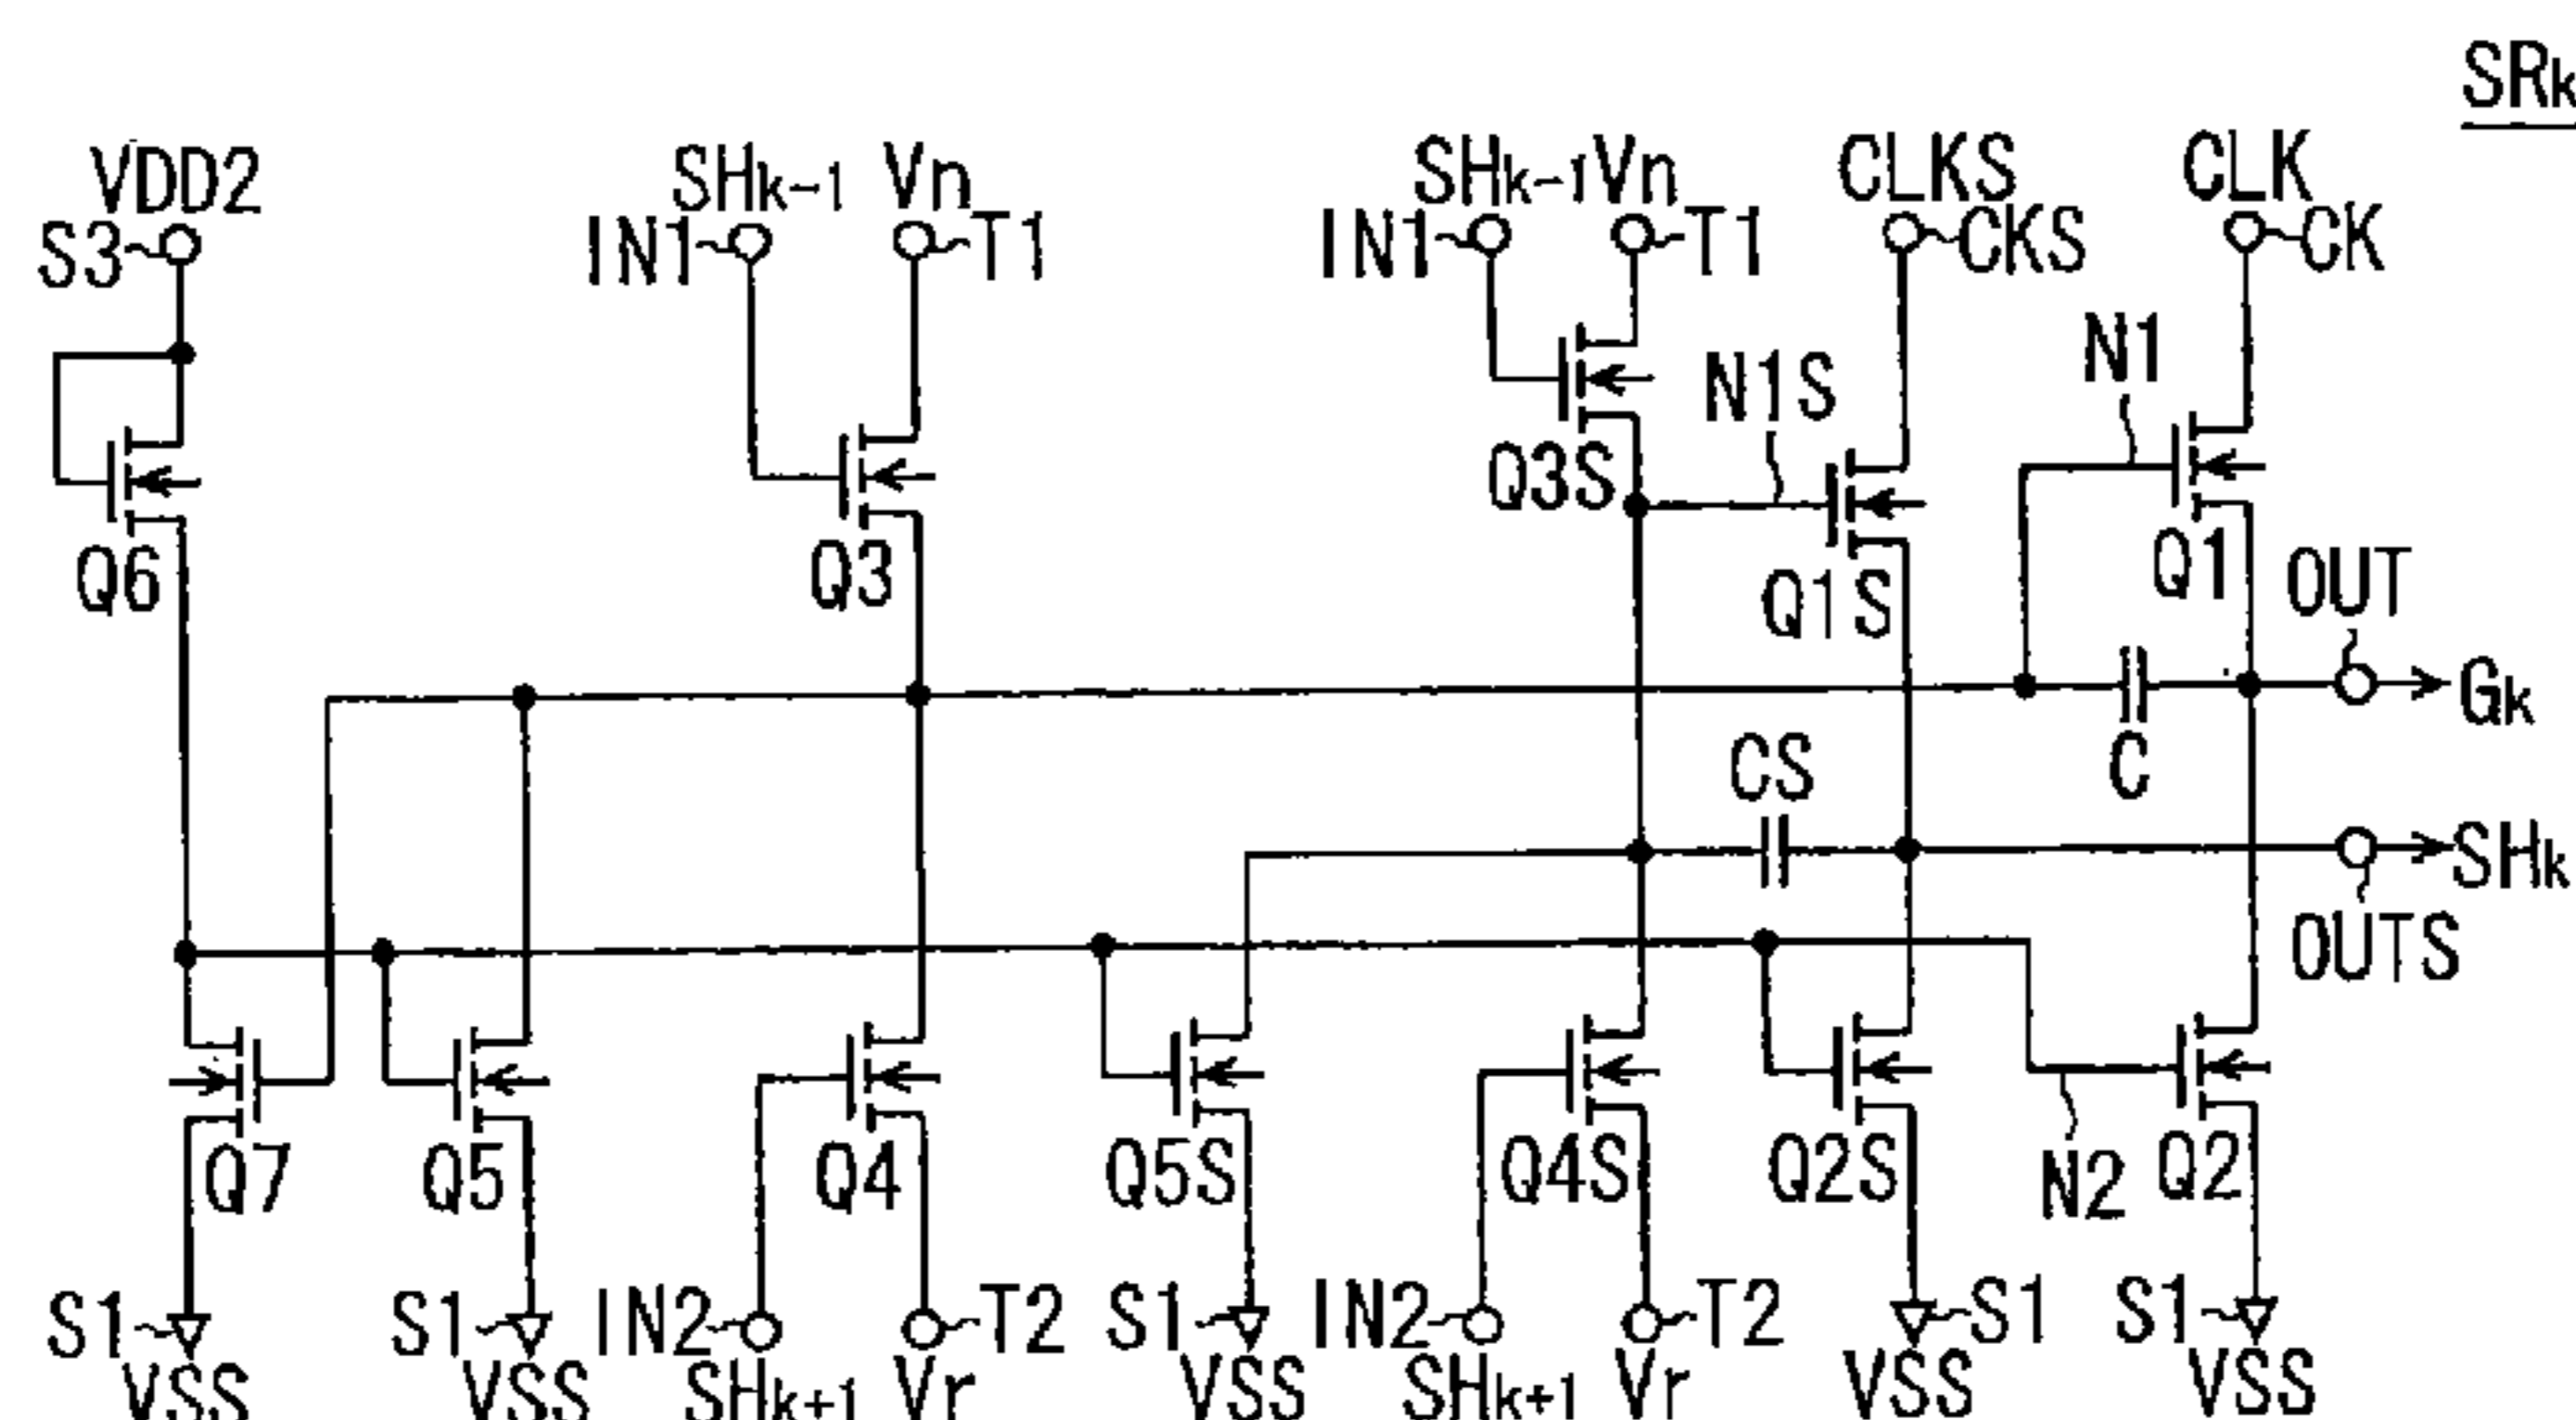 SRk
VDD2
SHk-1 Vn
SHk-1 Vn
CLKS
CLK
S3
IN1
T1
IN1
T1
CKS
CK
N1S
N1
Q6
Q3
Q3S
Q1S
Q1
OUT
Gk
CS
C
SHk
OUTS
Q7
Q5
Q4
Q5S
Q4S
Q2S
N2
Q2
S1
S1
IN2
T2
S1
IN2
T2
S1
S1
VSS
VSS
SHk+1 Vr
VSS
SHk+1 Vr
VSS
VSS